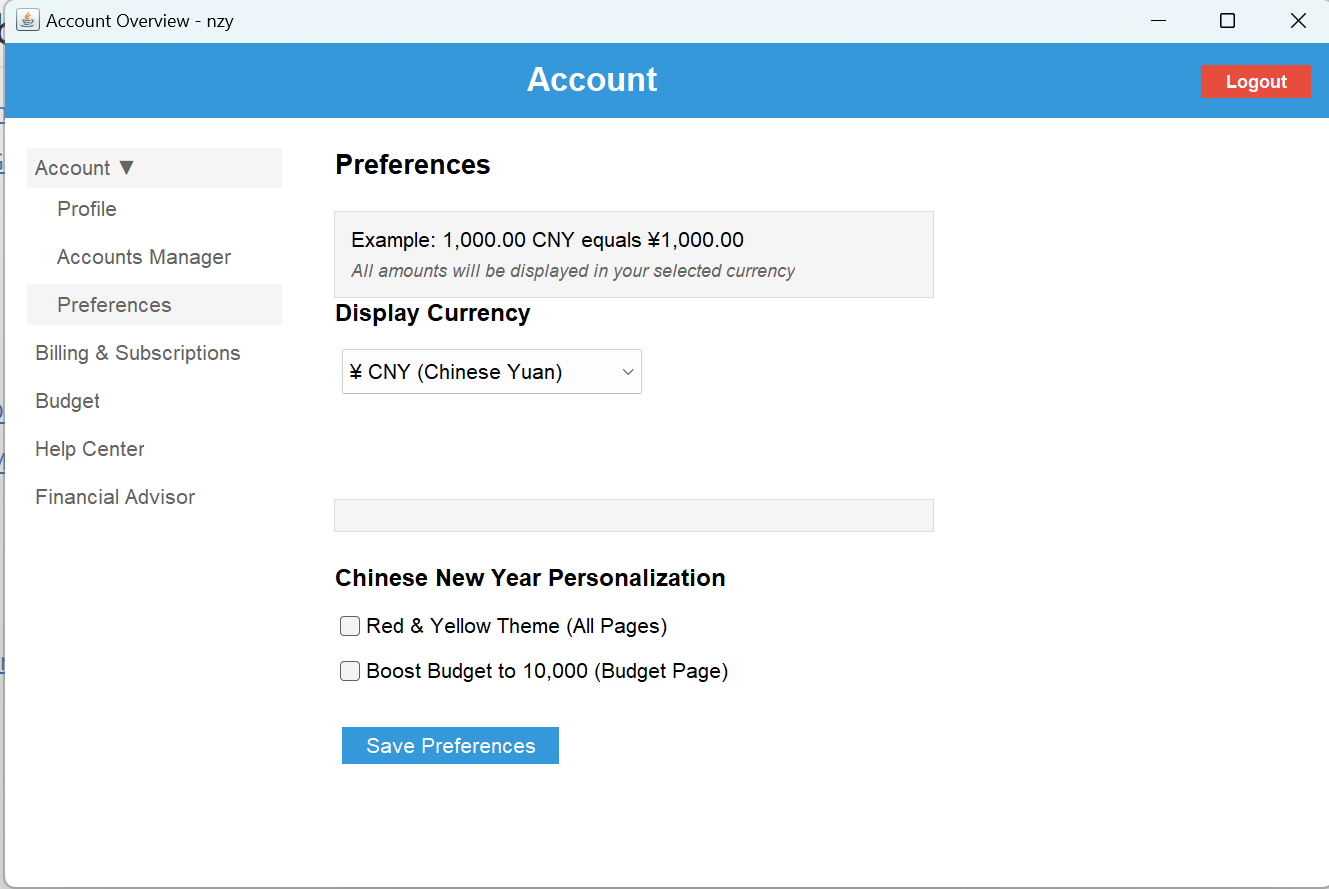 Account Overview - nzy
Account
Logout
Account ▼
Profile
Accounts Manager
Preferences
Billing & Subscriptions
Budget
Help Center
Financial Advisor
Preferences
Example: 1,000.00 CNY equals ¥1,000.00
All amounts will be displayed in your selected currency
Display Currency
¥ CNY (Chinese Yuan)
Chinese New Year Personalization
Red & Yellow Theme (All Pages)
Boost Budget to 10,000 (Budget Page)
Save Preferences